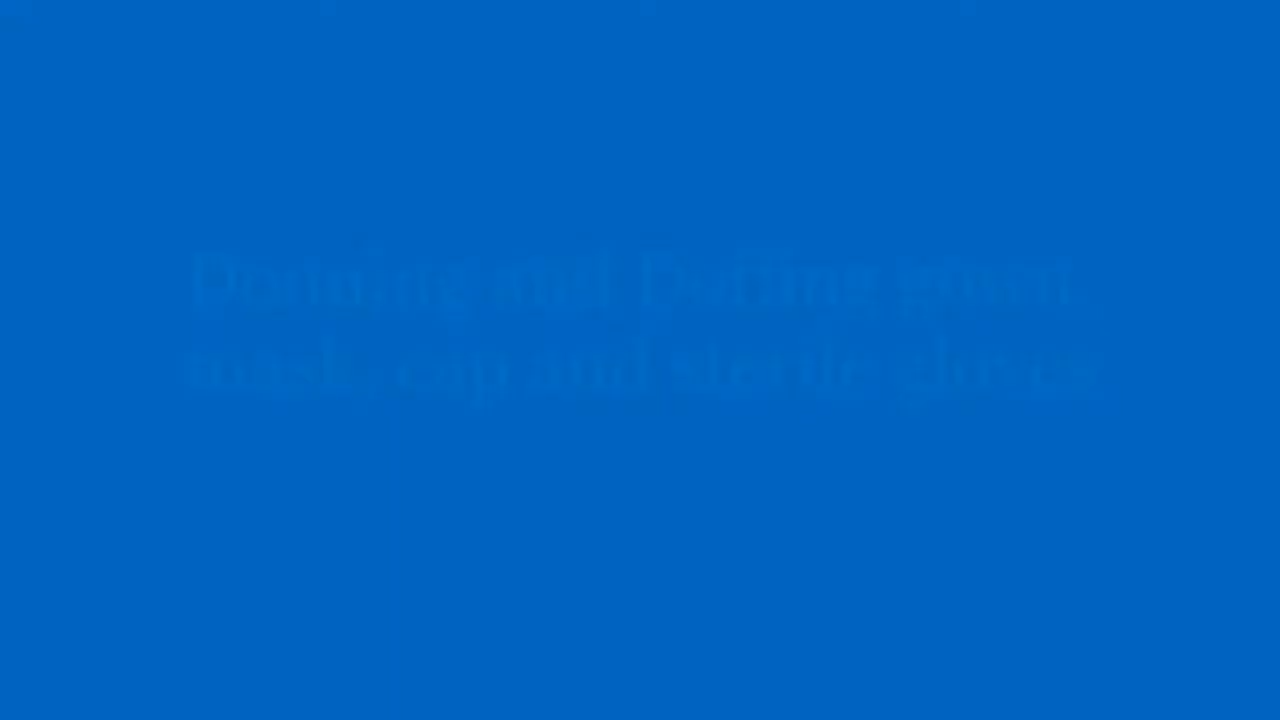 Donning and Doffing gown,
mask, cap and sterile gloves